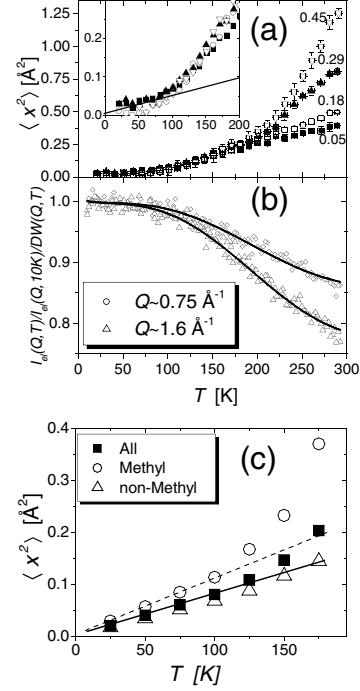 0.2
0.1
0.0
0 50 100 150 200
(a)
0.45
0.29
0.18
0.05
1.25
1.00
0.75
0.50
0.25
0.00
⟨ x² ⟩ [Å²]
(b)
1.0
0.9
0.8
I_el(Q,T)/I_el(Q,10K)/DW(Q,T)
Q~0.75 Å⁻¹
Q~1.6 Å⁻¹
0 50 100 150 200 250 300
T [K]
(c)
All
Methyl
non-Methyl
0.4
0.3
0.2
0.1
0.0
⟨ x² ⟩ [Å²]
0 50 100 150
T [K]